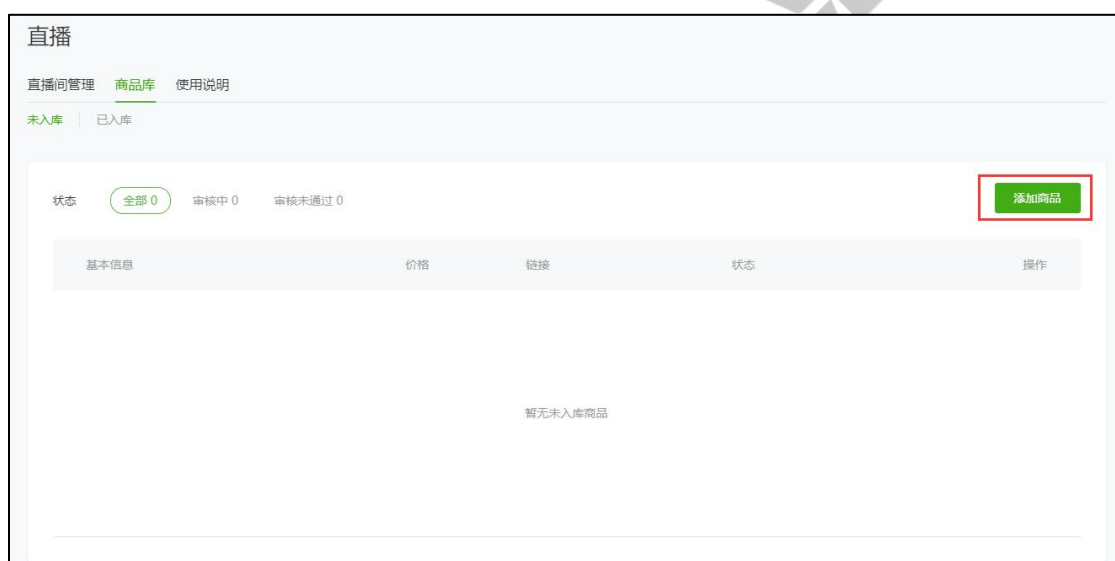 直播
直播间管理 商品库 使用说明
未入库 已入库
状态 全部 0 审核中 0 审核未通过 0 添加商品
基本信息 价格 链接 状态 操作
暂无未入库商品